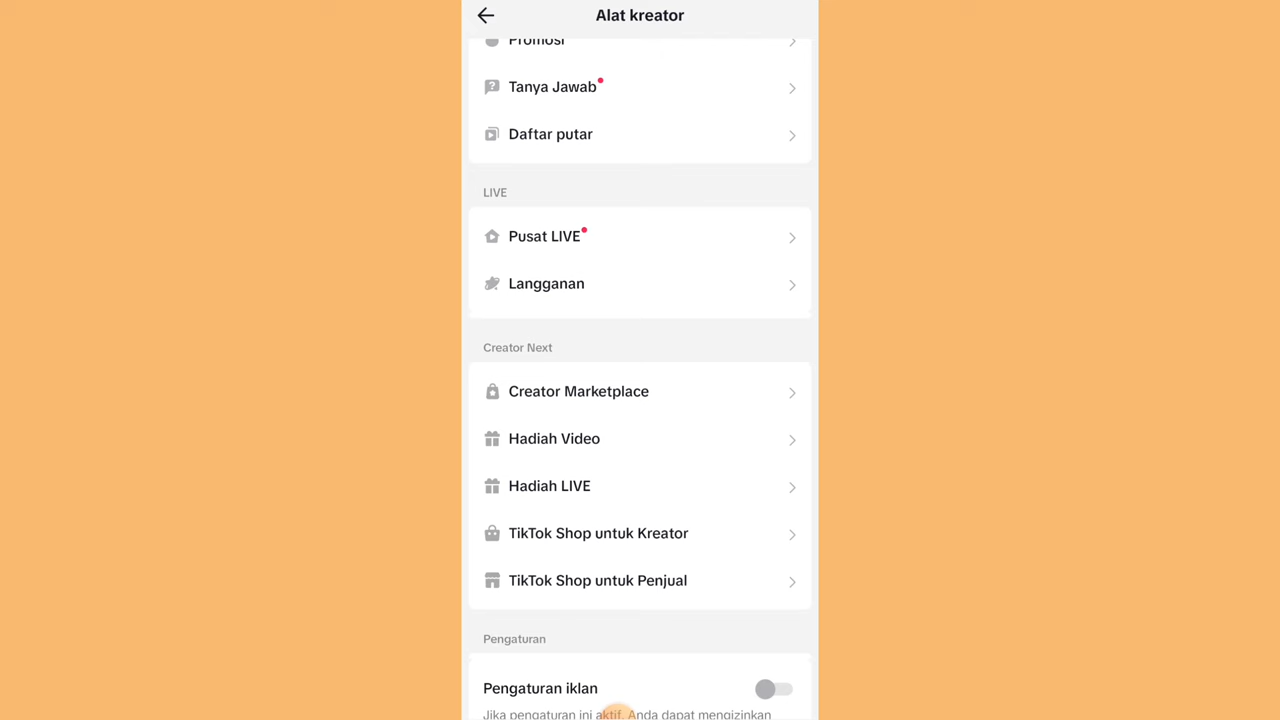 Alat kreator
Promosi
Tanya Jawab
Daftar putar
LIVE
Pusat LIVE
Langganan
Creator Next
Creator Marketplace
Hadiah Video
Hadiah LIVE
TikTok Shop untuk Kreator
TikTok Shop untuk Penjual
Pengaturan
Pengaturan iklan
Jika pengaturan ini aktif, Anda dapat mengizinkan